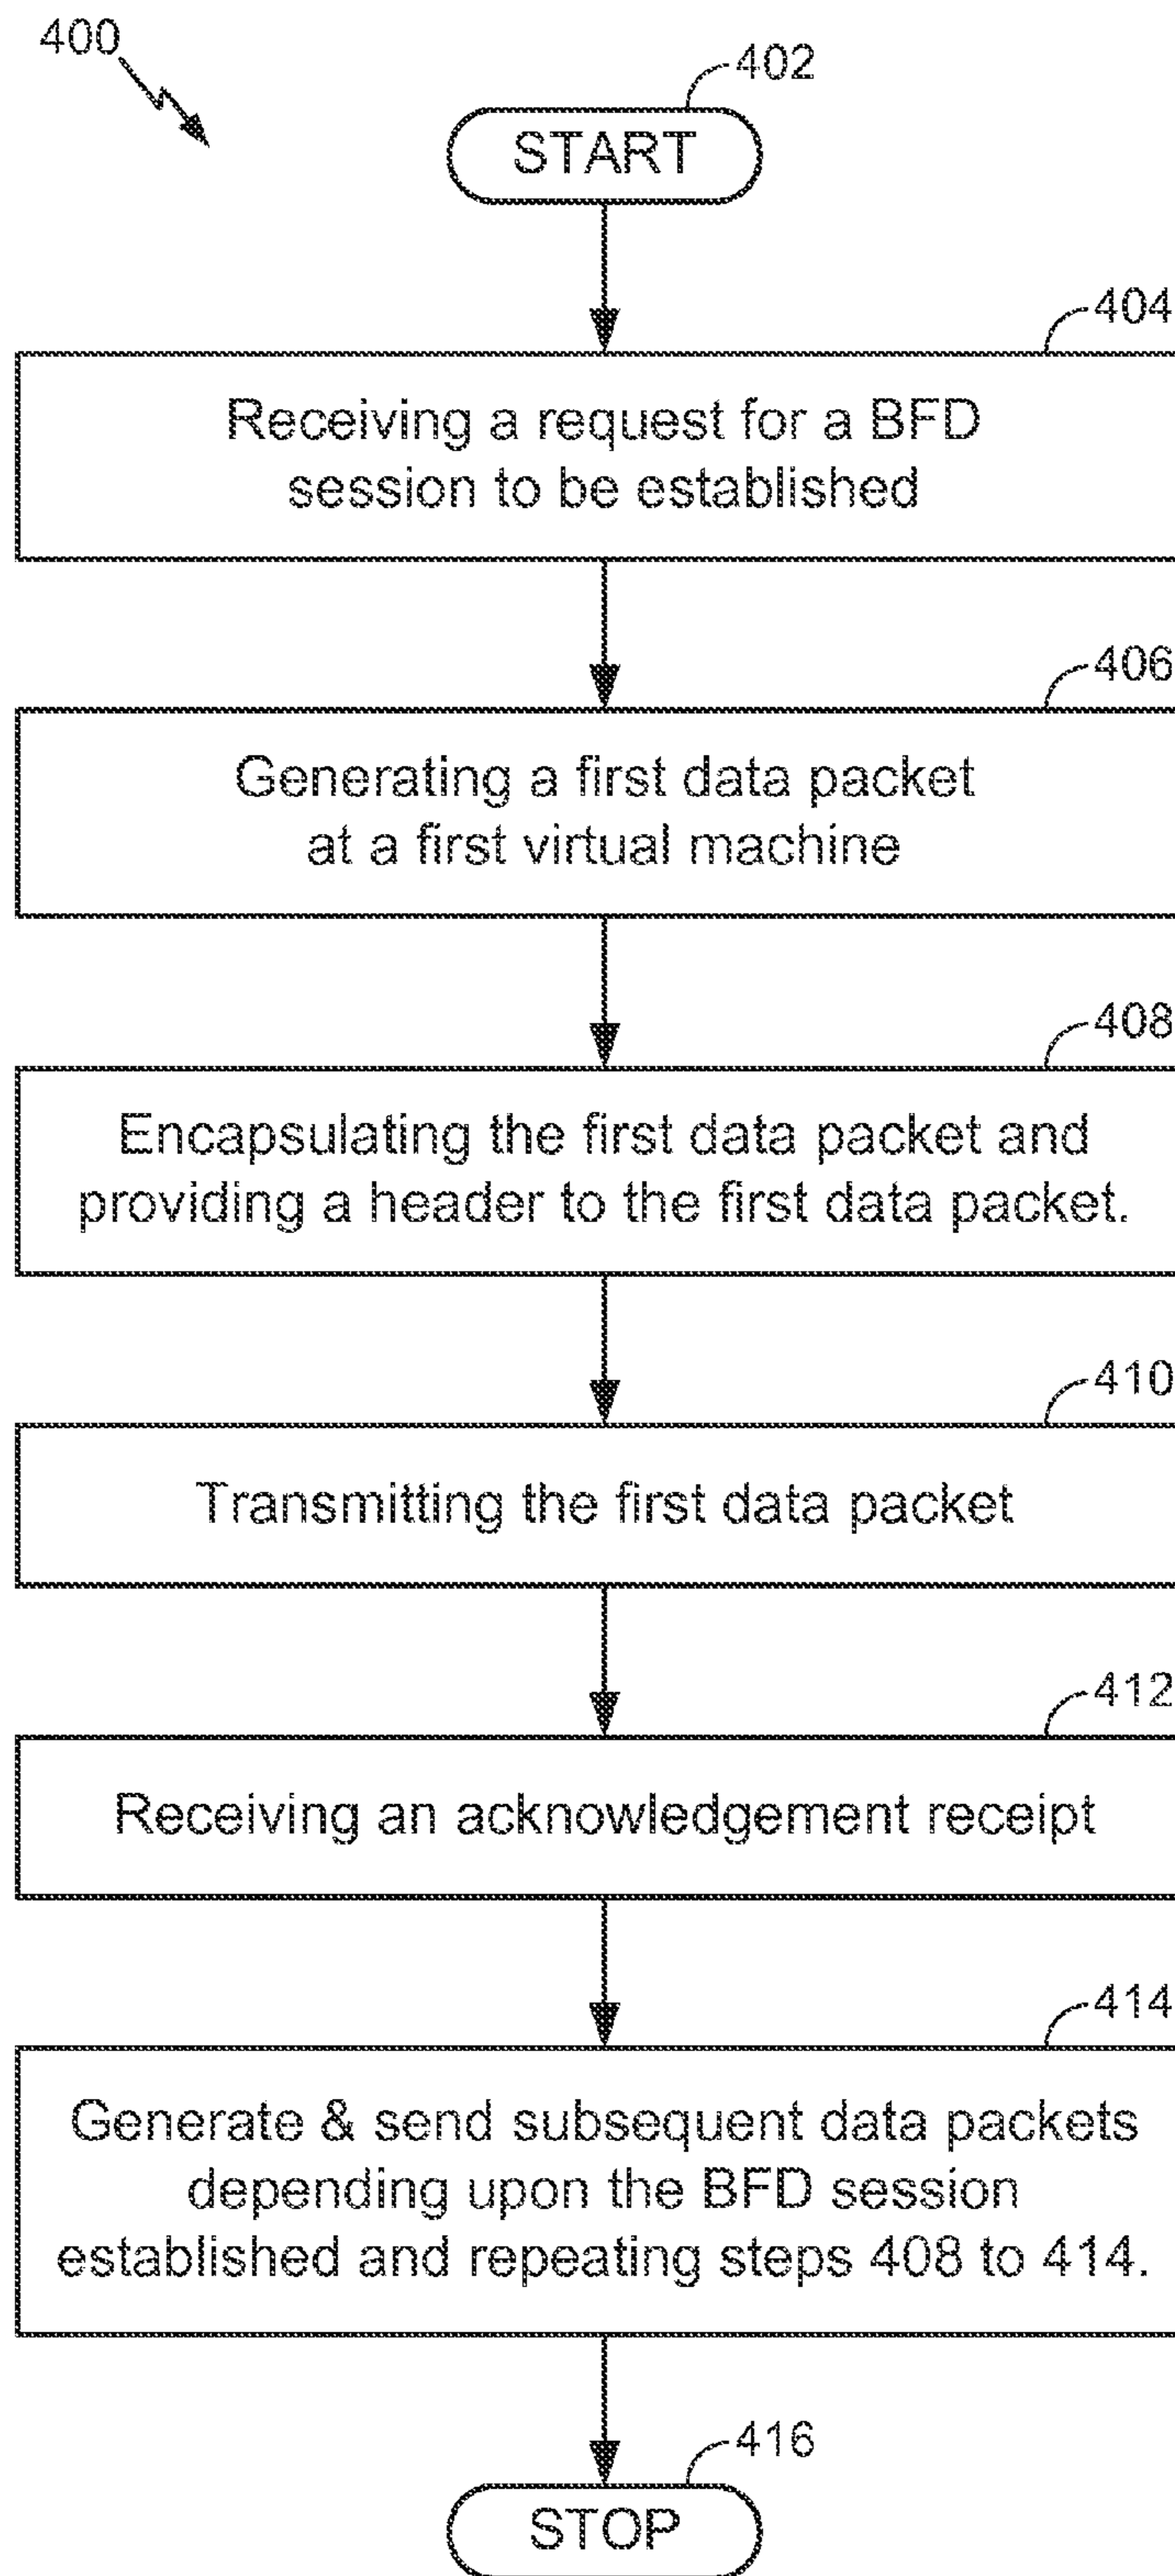 400
402
START
404
Receiving a request for a BFD
session to be established
406
Generating a first data packet
at a first virtual machine
408
Encapsulating the first data packet and
providing a header to the first data packet.
410
Transmitting the first data packet
412
Receiving an acknowledgement receipt
414
Generate & send subsequent data packets
depending upon the BFD session
established and repeating steps 408 to 414.
416
STOP